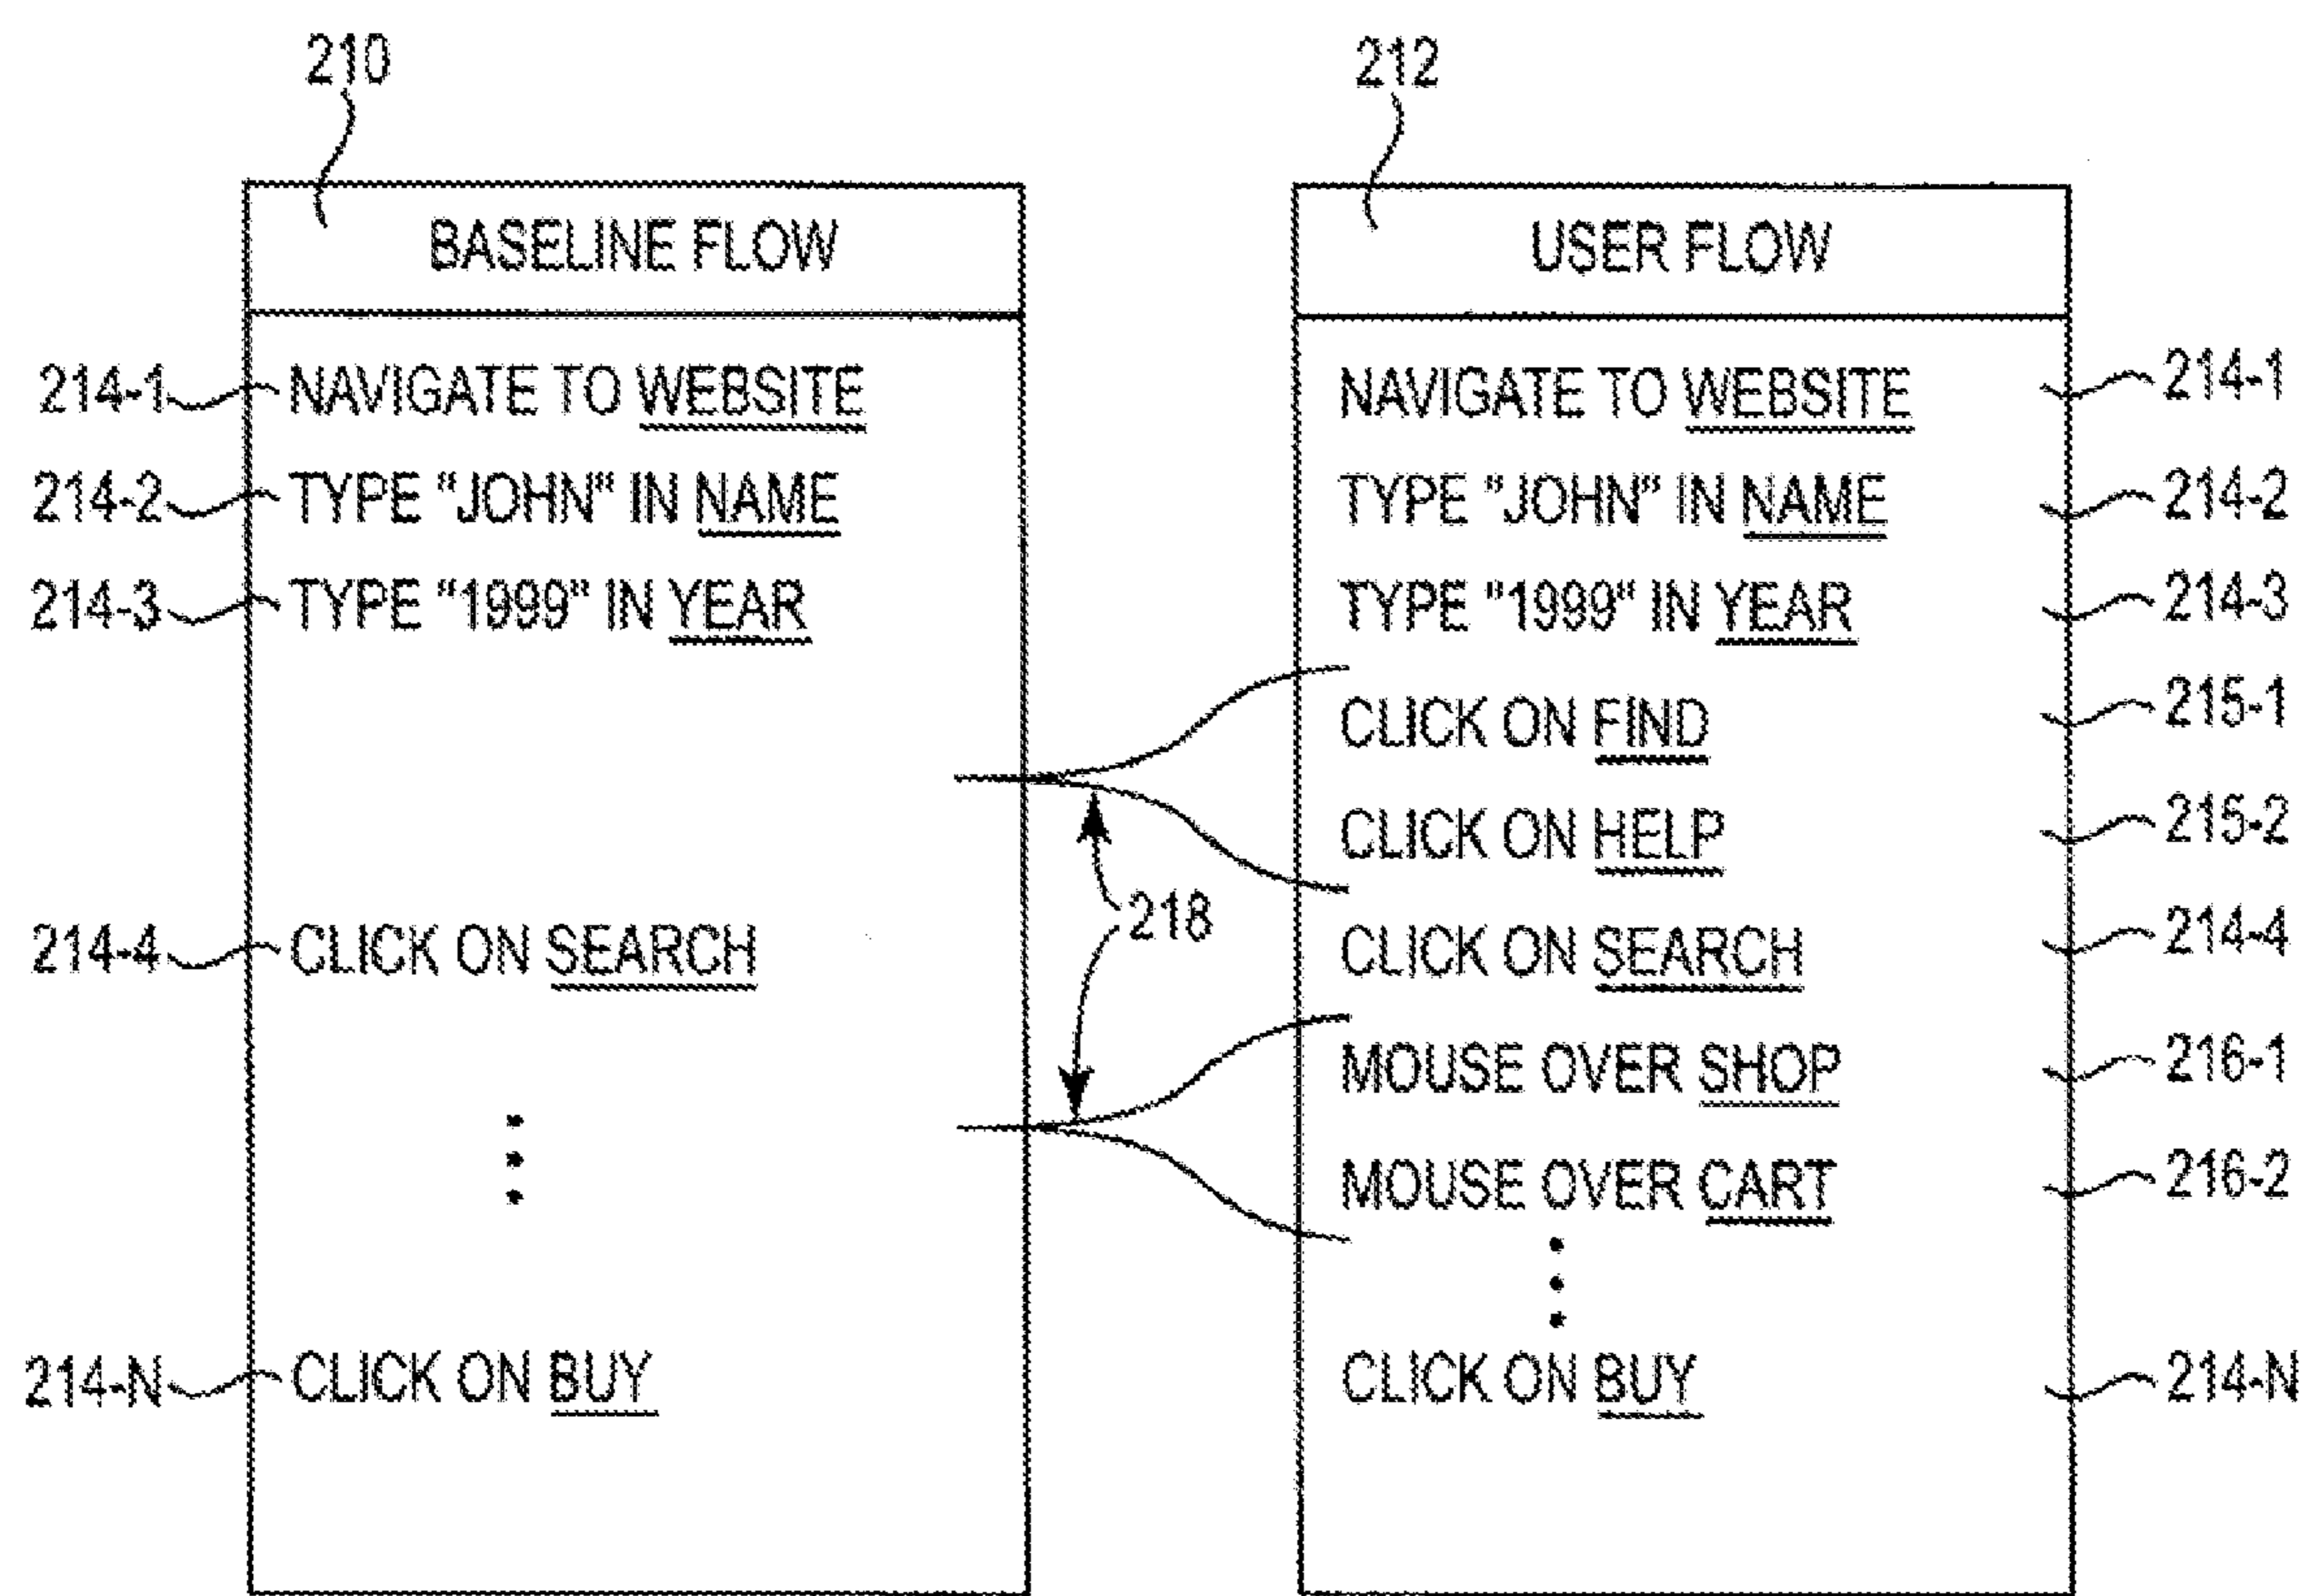 210
212
BASELINE FLOW
USER FLOW
214-1 NAVIGATE TO WEBSITE
214-2 TYPE "JOHN" IN NAME
214-3 TYPE "1999" IN YEAR
214-4 CLICK ON SEARCH
214-N CLICK ON BUY
218
NAVIGATE TO WEBSITE 214-1
TYPE "JOHN" IN NAME 214-2
TYPE "1999" IN YEAR 214-3
CLICK ON FIND 215-1
CLICK ON HELP 215-2
CLICK ON SEARCH 214-4
MOUSE OVER SHOP 216-1
MOUSE OVER CART 216-2
CLICK ON BUY 214-N